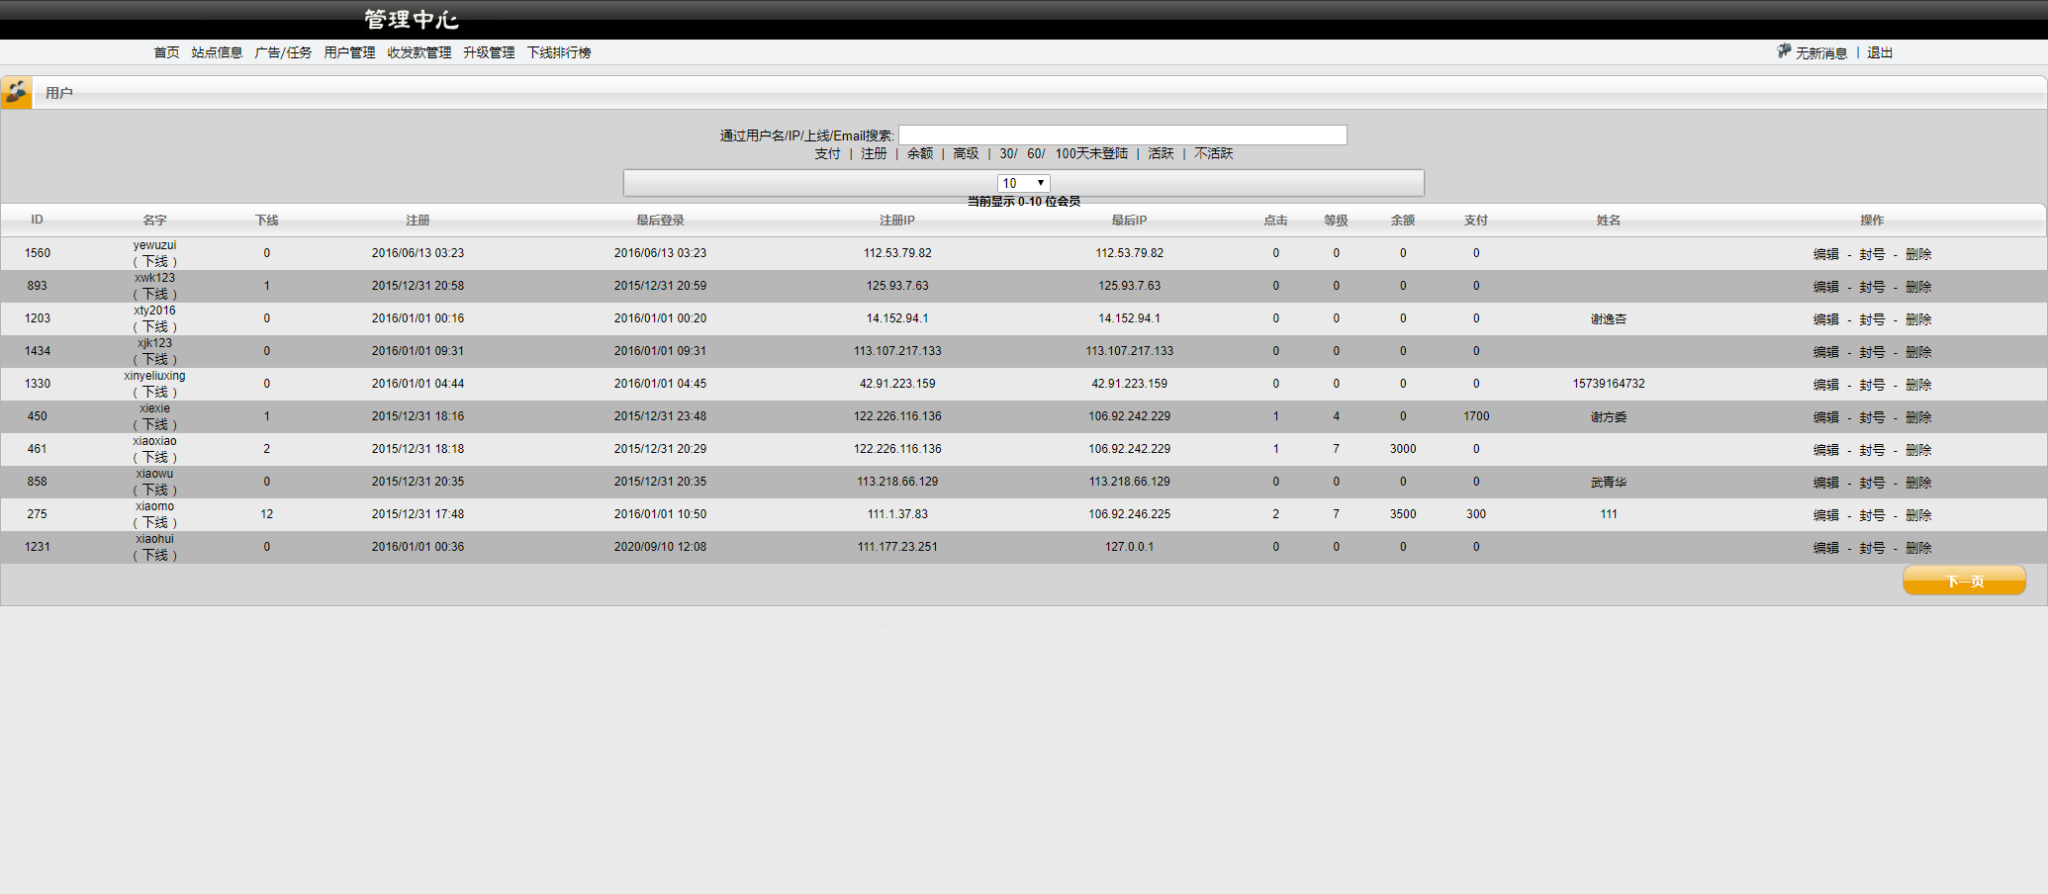 管理中心
首页 站点信息 广告/任务 用户管理 收发款管理 升级管理 下线排行榜 无新消息 | 退出
用户
通过用户名/IP/上线/Email搜素:
支付 | 注册 | 余额 | 高级 | 30/ 60/ 100天未登陆 | 活跃 | 不活跃
10
当前显示 0-10 位会员
ID 名字 下线 注册 最后登录 注册IP 最后IP 点击 等级 余额 支付 姓名 操作
1560 yewuzui 0 2016/06/13 03:23 2016/06/13 03:23 112.53.79.82 112.53.79.82 0 0 0 0 编辑 - 封号 - 删除
( 下线 )
893 xwk123 1 2015/12/31 20:58 2015/12/31 20:59 125.93.7.63 125.93.7.63 0 0 0 0 编辑 - 封号 - 删除
( 下线 )
1203 xty2016 0 2016/01/01 00:16 2016/01/01 00:20 14.152.94.1 14.152.94.1 0 0 0 0 谢逸杏 编辑 - 封号 - 删除
( 下线 )
1434 xjk123 0 2016/01/01 09:31 2016/01/01 09:31 113.107.217.133 113.107.217.133 0 0 0 0 编辑 - 封号 - 删除
( 下线 )
1330 xinyeliuxing 0 2016/01/01 04:44 2016/01/01 04:45 42.91.223.159 42.91.223.159 0 0 0 0 15739164732 编辑 - 封号 - 删除
( 下线 )
450 xiexie 1 2015/12/31 18:16 2015/12/31 23:48 122.226.116.136 106.92.242.229 1 4 0 1700 谢方委 编辑 - 封号 - 删除
( 下线 )
461 xiaoxiao 2 2015/12/31 18:18 2015/12/31 20:29 122.226.116.136 106.92.242.229 1 7 3000 0 编辑 - 封号 - 删除
( 下线 )
858 xiaowu 0 2015/12/31 20:35 2015/12/31 20:35 113.218.66.129 113.218.66.129 0 0 0 0 武青华 编辑 - 封号 - 删除
( 下线 )
275 xiaomo 12 2015/12/31 17:48 2016/01/01 10:50 111.1.37.83 106.92.246.225 2 7 3500 300 111 编辑 - 封号 - 删除
( 下线 )
1231 xiaohui 0 2016/01/01 00:36 2020/09/10 12:08 111.177.23.251 127.0.0.1 0 0 0 0 编辑 - 封号 - 删除
( 下线 )
下一页